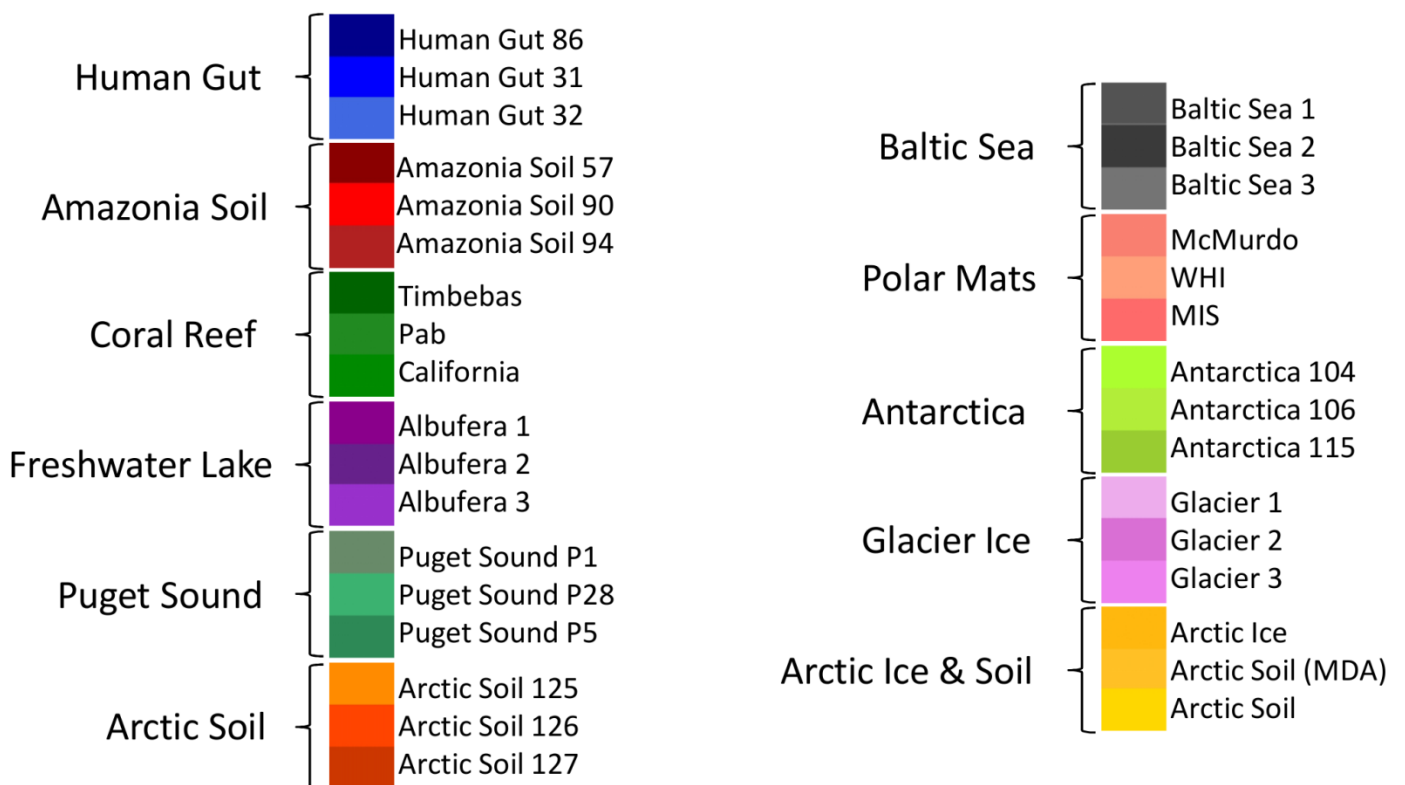 Human Gut
Human Gut 86
Human Gut 31
Human Gut 32
Amazonia Soil
Amazonia Soil 57
Amazonia Soil 90
Amazonia Soil 94
Coral Reef
Timbebas
Pab
California
Freshwater Lake
Albufera 1
Albufera 2
Albufera 3
Puget Sound
Puget Sound P1
Puget Sound P28
Puget Sound P5
Arctic Soil
Arctic Soil 125
Arctic Soil 126
Arctic Soil 127
Baltic Sea
Baltic Sea 1
Baltic Sea 2
Baltic Sea 3
Polar Mats
McMurdo
WHI
MIS
Antarctica
Antarctica 104
Antarctica 106
Antarctica 115
Glacier Ice
Glacier 1
Glacier 2
Glacier 3
Arctic Ice & Soil
Arctic Ice
Arctic Soil (MDA)
Arctic Soil